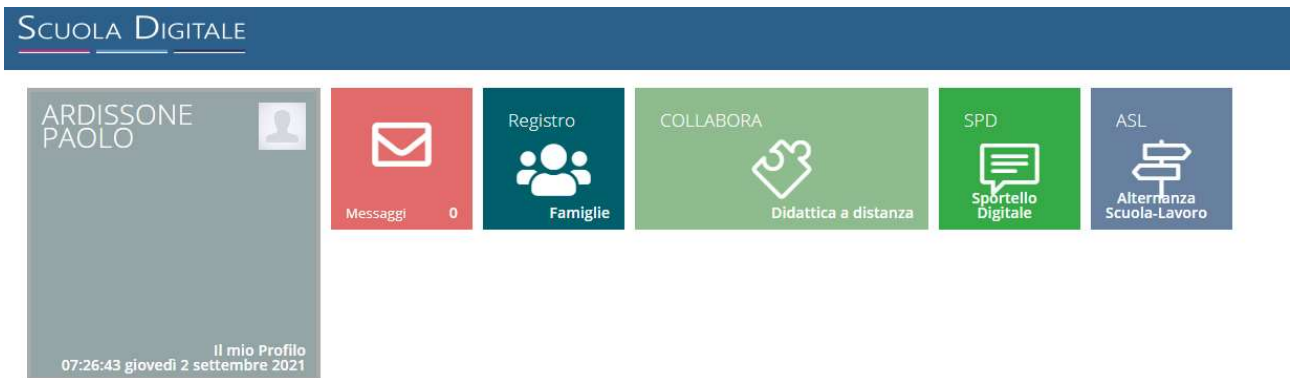 SCUOLA DIGITALE
ARDISSONE
PAOLO
Il mio Profilo
07:26:43 giovedì 2 settembre 2021
Messaggi 0
Registro
Famiglie
COLLABORA
Didattica a distanza
SPD
Sportello
Digitale
ASL
Alternanza
Scuola-Lavoro